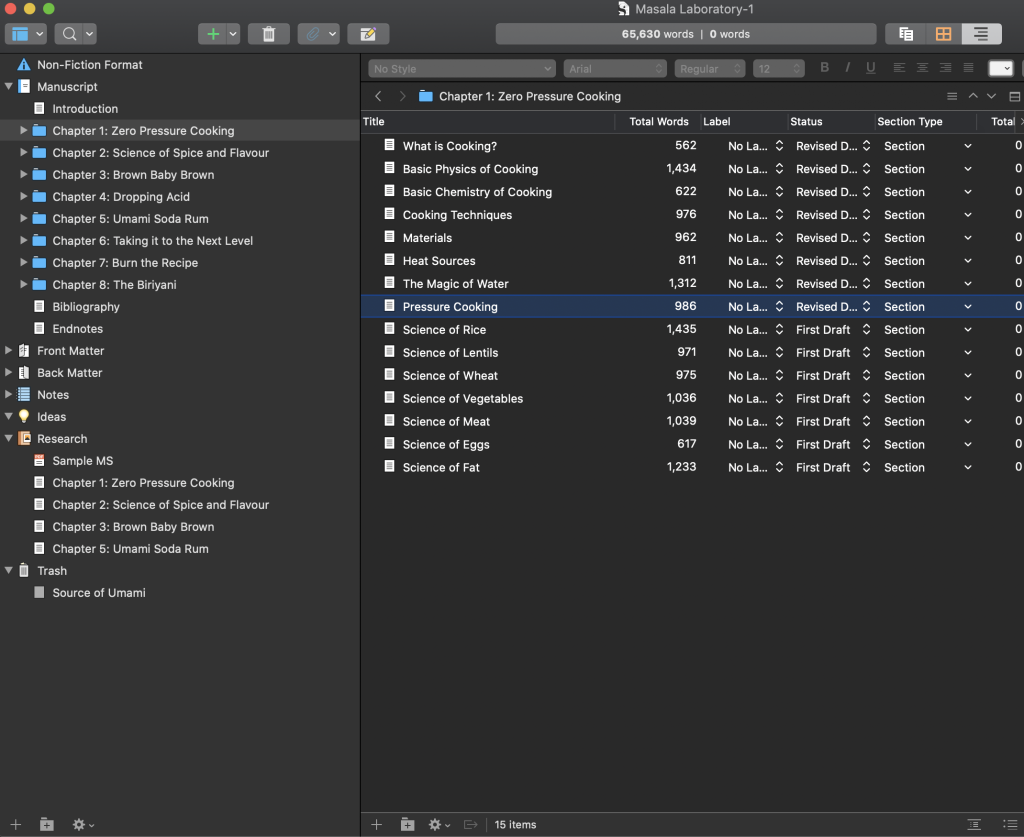 Masala Laboratory-1
65,630 words | 0 words
Non-Fiction Format
Manuscript
Introduction
Chapter 1: Zero Pressure Cooking
Chapter 2: Science of Spice and Flavour
Chapter 3: Brown Baby Brown
Chapter 4: Dropping Acid
Chapter 5: Umami Soda Rum
Chapter 6: Taking it to the Next Level
Chapter 7: Burn the Recipe
Chapter 8: The Biriyani
Bibliography
Endnotes
Front Matter
Back Matter
Notes
Ideas
Research
Sample MS
Chapter 1: Zero Pressure Cooking
Chapter 2: Science of Spice and Flavour
Chapter 3: Brown Baby Brown
Chapter 5: Umami Soda Rum
Trash
Source of Umami
No Style Arial Regular 12 B I U
Chapter 1: Zero Pressure Cooking
Title Total Words Label Status Section Type Total
What is Cooking? 562 No La... Revised D... Section 0
Basic Physics of Cooking 1,434 No La... Revised D... Section 0
Basic Chemistry of Cooking 622 No La... Revised D... Section 0
Cooking Techniques 976 No La... Revised D... Section 0
Materials 962 No La... Revised D... Section 0
Heat Sources 811 No La... Revised D... Section 0
The Magic of Water 1,312 No La... Revised D... Section 0
Pressure Cooking 986 No La... Revised D... Section 0
Science of Rice 1,435 No La... First Draft Section 0
Science of Lentils 971 No La... First Draft Section 0
Science of Wheat 975 No La... First Draft Section 0
Science of Vegetables 1,036 No La... First Draft Section 0
Science of Meat 1,039 No La... First Draft Section 0
Science of Eggs 617 No La... First Draft Section 0
Science of Fat 1,233 No La... First Draft Section 0
15 items